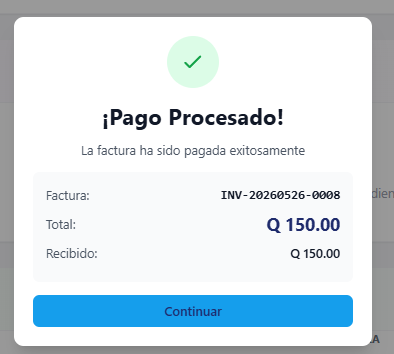 ¡Pago Procesado!
La factura ha sido pagada exitosamente
Factura: INV-20260526-0008
Total: Q 150.00
Recibido: Q 150.00
Continuar